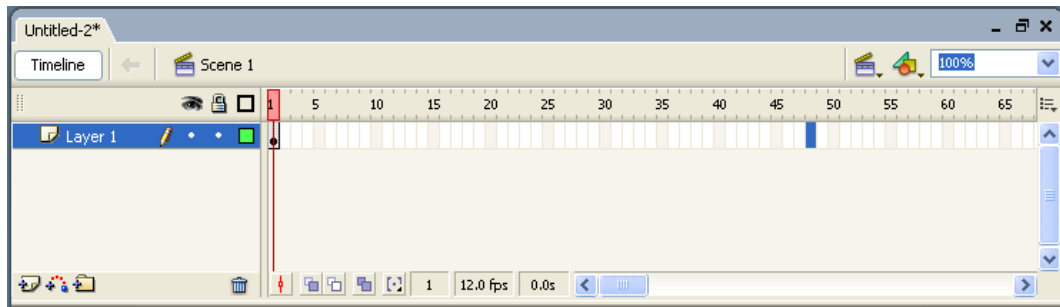 Untitled-2*
Timeline Scene 1 100%
1 5 10 15 20 25 30 35 40 45 50 55 60 65
Layer 1
1 12.0 fps 0.0s